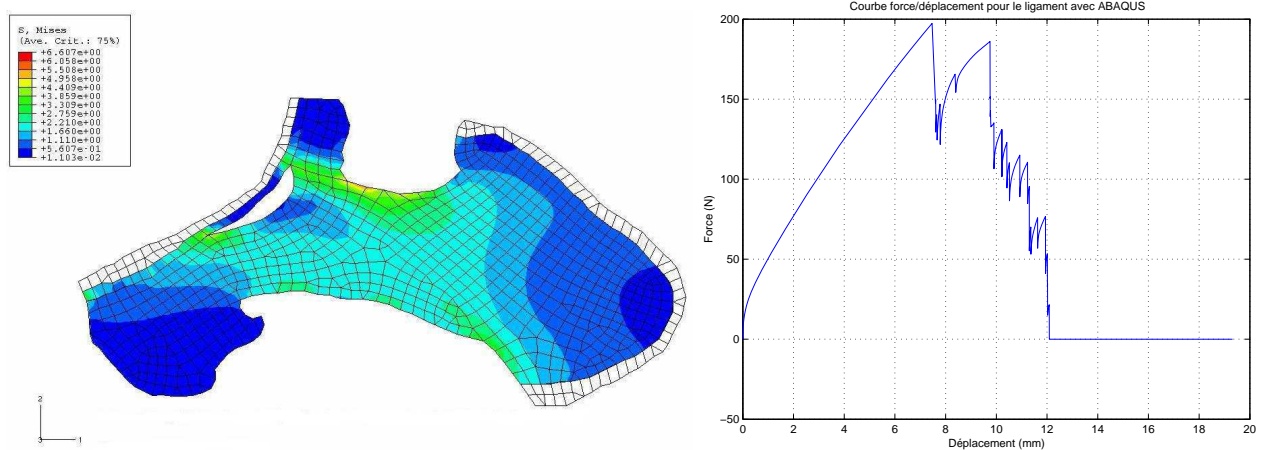 S, Mises
(Ave. Crit.: 75%)
+6.607e+00
+6.058e+00
+5.508e+00
+4.958e+00
+4.409e+00
+3.859e+00
+3.309e+00
+2.759e+00
+2.210e+00
+1.660e+00
+1.110e+00
+5.607e-01
+1.103e-02
2
3
1
Courbe force/déplacement pour le ligament avec ABAQUS
200
150
100
50
0
−50
Force (N)
0 2 4 6 8 10 12 14 16 18 20
Déplacement (mm)